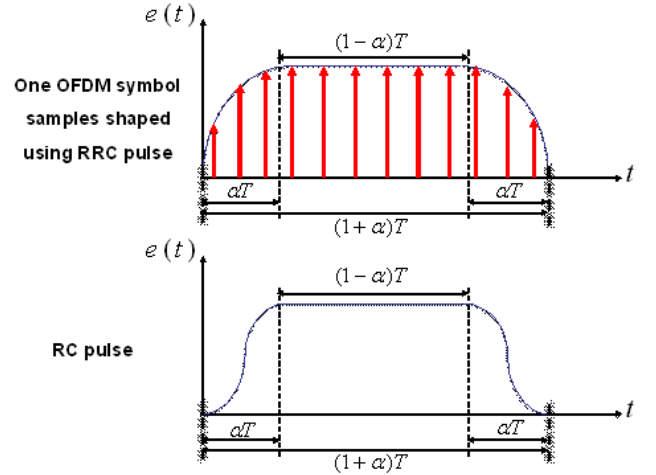 e(t)
(1-α)T
One OFDM symbol
samples shaped
using RRC pulse
t
αT
αT
(1+α)T
e(t)
(1-α)T
RC pulse
t
αT
αT
(1+α)T